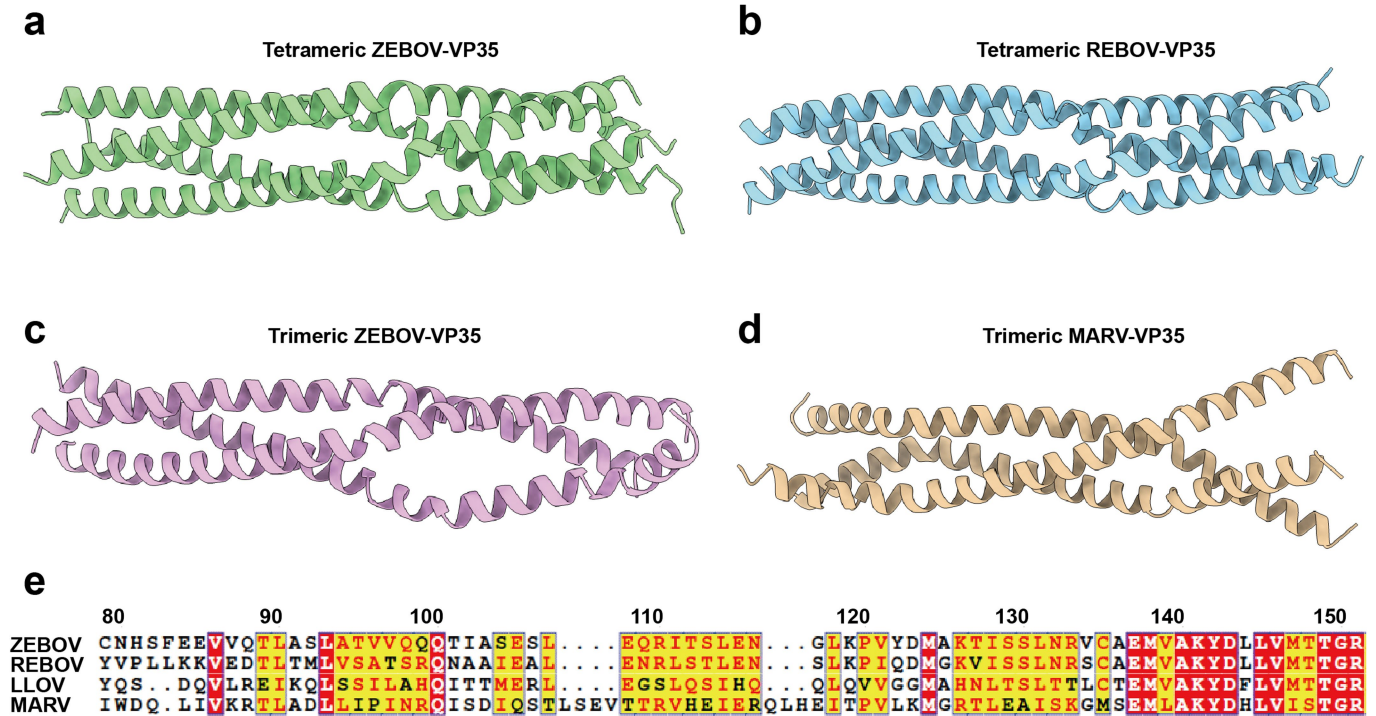 a
Tetrameric ZEBOV-VP35
b
Tetrameric REBOV-VP35
c
Trimeric ZEBOV-VP35
d
Trimeric MARV-VP35
e
80 90 100 110 120 130 140 150
ZEBOV CNHSFEEVVQTLASLATVVQQQTIASESL....EQRITSLEN...GLKPVYDMAKTISSLNRVCAEMVAKYDLLVMTTGR
REBOV YVPLLKKVEDTLTMLVSATSRQNAAIEAL....ENRLSTLEN...SLKPIQDMGKVISSLNRSCAEMVAKYDLLVMTTGR
LLOV YQS..DQVLREIKQLSSILAHQITTMERL....EGSLQSIHQ...QLQVVGGMAHNLTSLTTLCTEMVAKYDFLVMTTGR
MARV IWDQ.LIVKRTLADLLIPINRQISDIQSTLSEVTTRVHEIERQLHEITPVLKMGRTLEAISKGMSEMVAKYDHLVISTGR